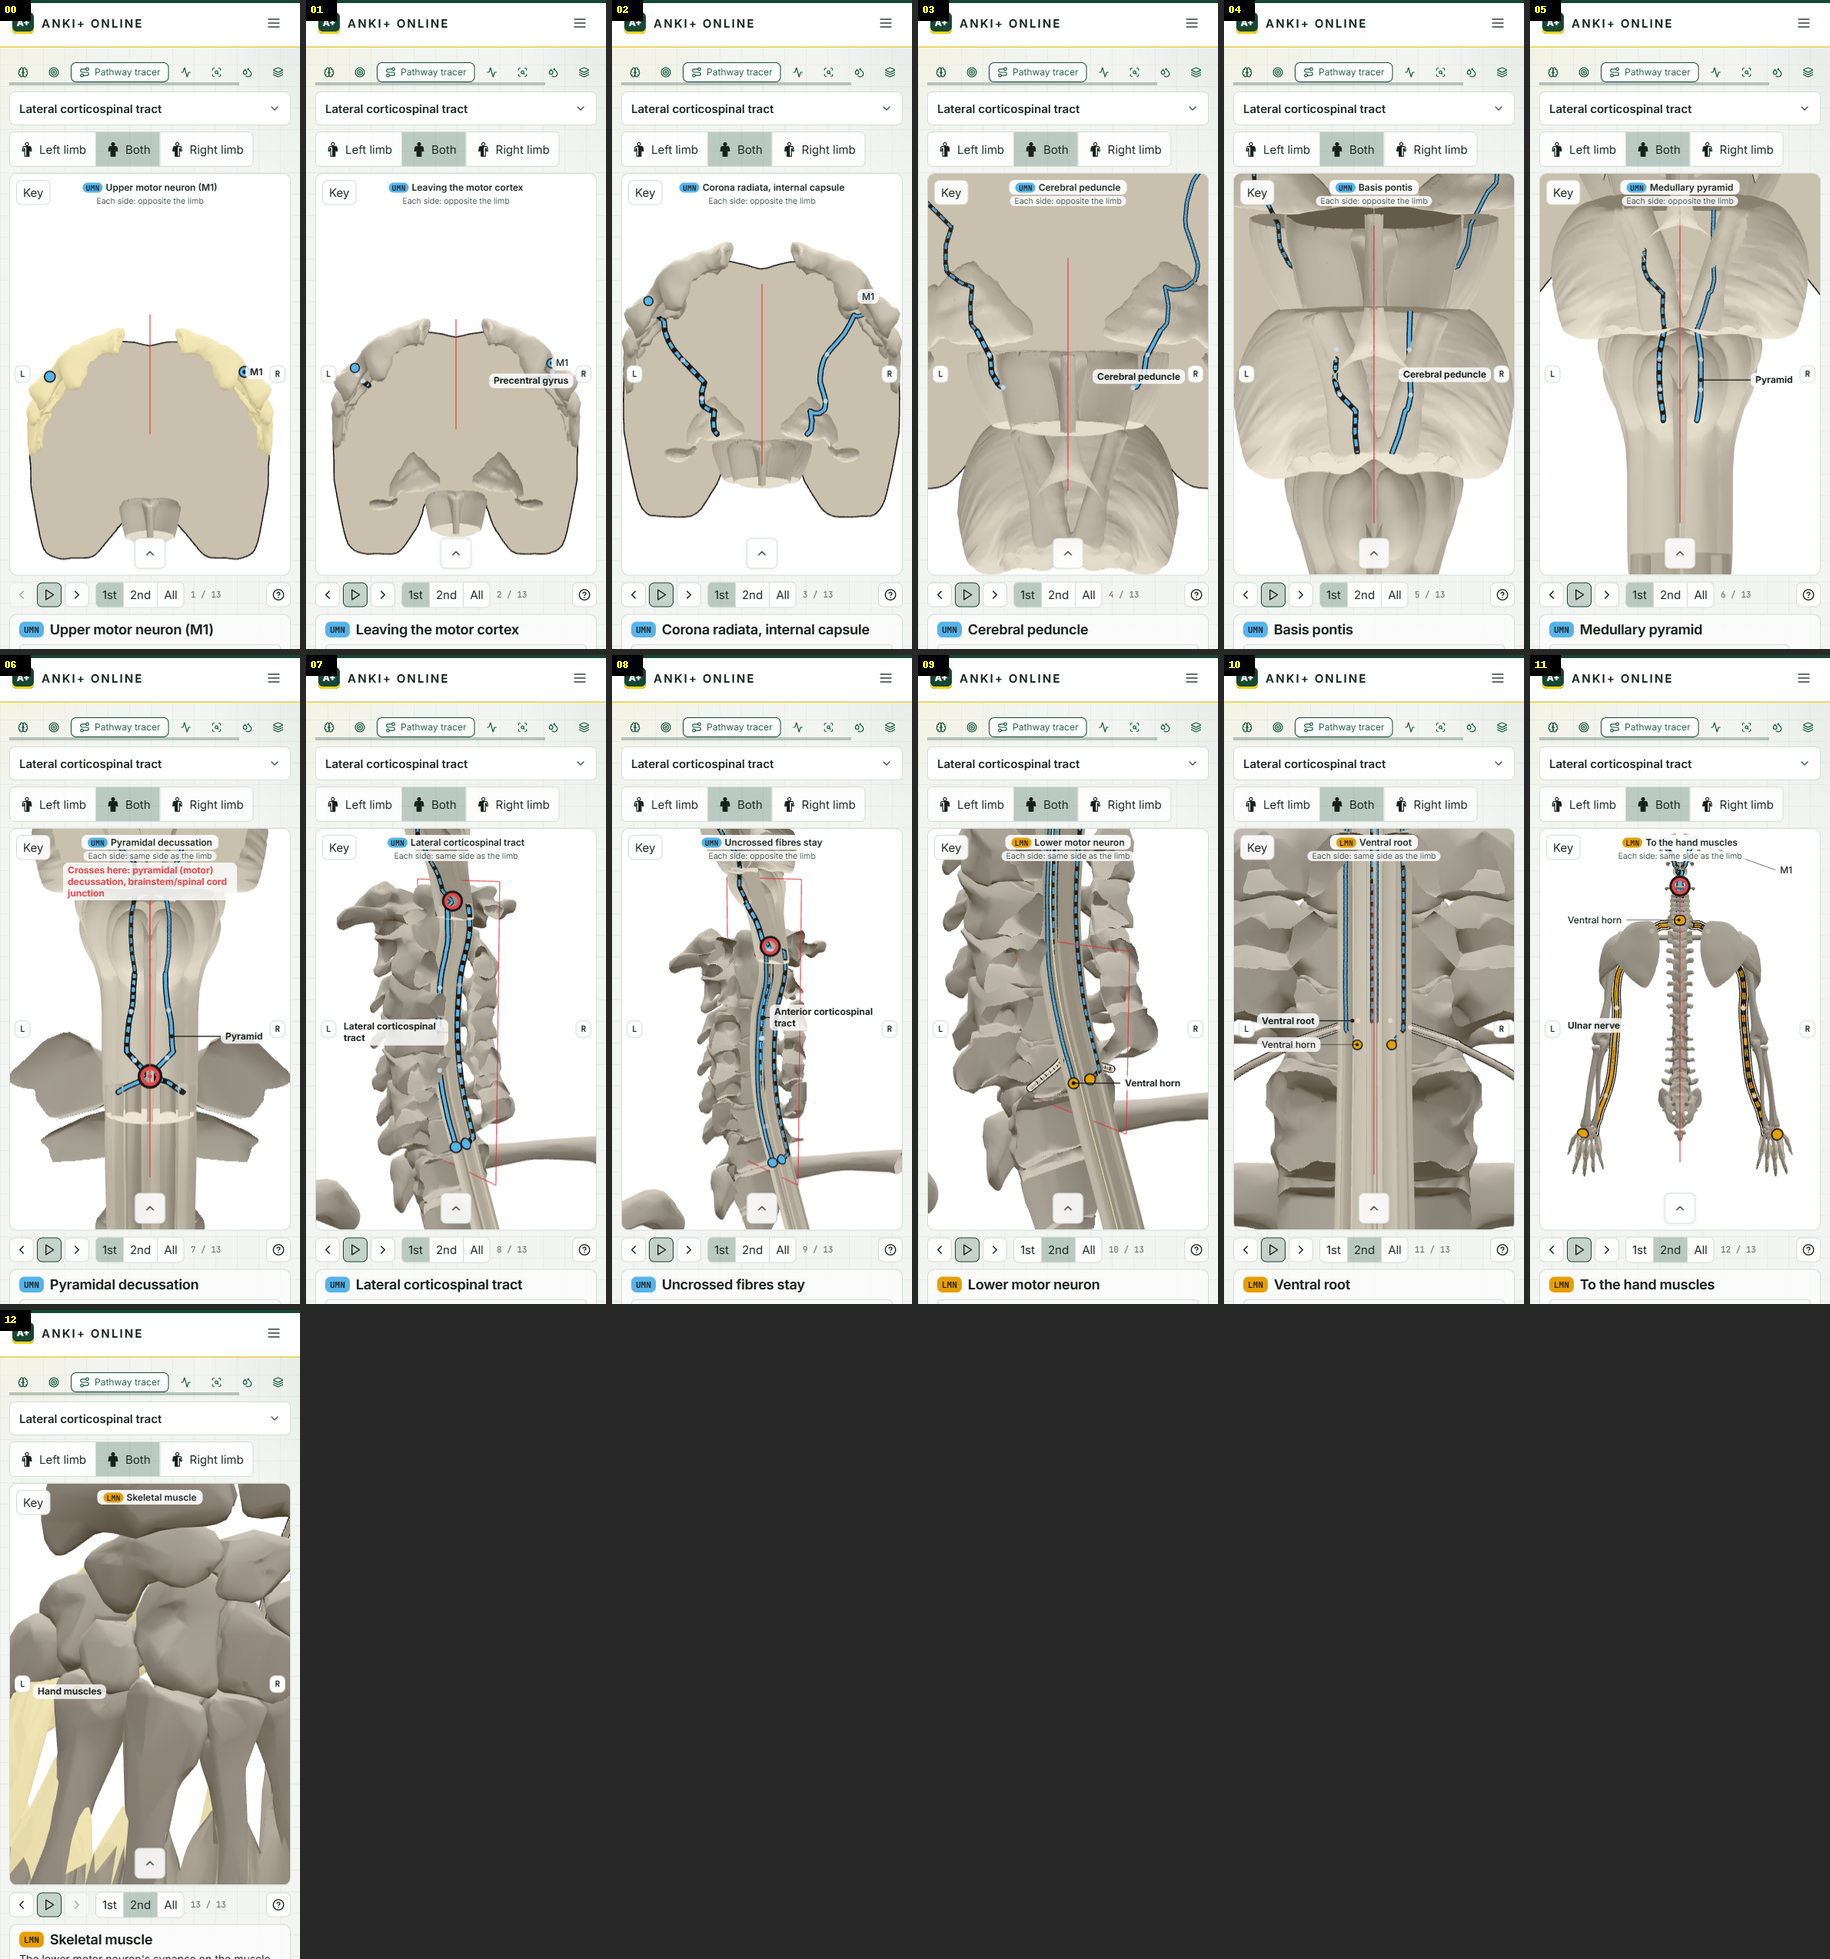 00
A+ ANKI+ ONLINE
Pathway tracer
Lateral corticospinal tract
Left limb Both Right limb
Key
UMN Upper motor neuron (M1)
Each side: opposite the limb
L
M1
R
1st 2nd All 1 / 13
UMN Upper motor neuron (M1)
01
A+ ANKI+ ONLINE
Pathway tracer
Lateral corticospinal tract
Left limb Both Right limb
Key
UMN Leaving the motor cortex
Each side: opposite the limb
M1
L
R
Precentral gyrus
1st 2nd All 2 / 13
UMN Leaving the motor cortex
02
A+ ANKI+ ONLINE
Pathway tracer
Lateral corticospinal tract
Left limb Both Right limb
Key
UMN Corona radiata, internal capsule
Each side: opposite the limb
M1
L
R
1st 2nd All 3 / 13
UMN Corona radiata, internal capsule
03
A+ ANKI+ ONLINE
Pathway tracer
Lateral corticospinal tract
Left limb Both Right limb
Key
UMN Cerebral peduncle
Each side: opposite the limb
L
Cerebral peduncle
R
1st 2nd All 4 / 13
UMN Cerebral peduncle
04
A+ ANKI+ ONLINE
Pathway tracer
Lateral corticospinal tract
Left limb Both Right limb
Key
UMN Basis pontis
Each side: opposite the limb
L
Cerebral peduncle
R
1st 2nd All 5 / 13
UMN Basis pontis
05
A+ ANKI+ ONLINE
Pathway tracer
Lateral corticospinal tract
Left limb Both Right limb
Key
UMN Medullary pyramid
Each side: opposite the limb
L
Pyramid
R
1st 2nd All 6 / 13
UMN Medullary pyramid
06
A+ ANKI+ ONLINE
Pathway tracer
Lateral corticospinal tract
Left limb Both Right limb
Key
UMN Pyramidal decussation
Each side: same side as the limb
Crosses here: pyramidal (motor)
decussation, brainstem/spinal cord
junction
L
Pyramid
R
1st 2nd All 7 / 13
UMN Pyramidal decussation
07
A+ ANKI+ ONLINE
Pathway tracer
Lateral corticospinal tract
Left limb Both Right limb
Key
UMN Lateral corticospinal tract
Each side: same side as the limb
L
Lateral corticospinal
tract
R
1st 2nd All 8 / 13
UMN Lateral corticospinal tract
08
A+ ANKI+ ONLINE
Pathway tracer
Lateral corticospinal tract
Left limb Both Right limb
Key
UMN Uncrossed fibres stay
Each side: opposite the limb
Anterior corticospinal
tract
L
R
1st 2nd All 9 / 13
UMN Uncrossed fibres stay
09
A+ ANKI+ ONLINE
Pathway tracer
Lateral corticospinal tract
Left limb Both Right limb
Key
LMN Lower motor neuron
Each side: same side as the limb
L
R
Ventral horn
1st 2nd All 10 / 13
LMN Lower motor neuron
10
A+ ANKI+ ONLINE
Pathway tracer
Lateral corticospinal tract
Left limb Both Right limb
Key
LMN Ventral root
Each side: same side as the limb
Ventral root
L
R
Ventral horn
1st 2nd All 11 / 13
LMN Ventral root
11
A+ ANKI+ ONLINE
Pathway tracer
Lateral corticospinal tract
Left limb Both Right limb
Key
LMN To the hand muscles
Each side: same side as the limb
M1
Ventral horn
L
Ulnar nerve
R
1st 2nd All 12 / 13
LMN To the hand muscles
12
A+ ANKI+ ONLINE
Pathway tracer
Lateral corticospinal tract
Left limb Both Right limb
Key
LMN Skeletal muscle
L
R
Hand muscles
1st 2nd All 13 / 13
LMN Skeletal muscle
The lower motor neuron's synapse on the muscle